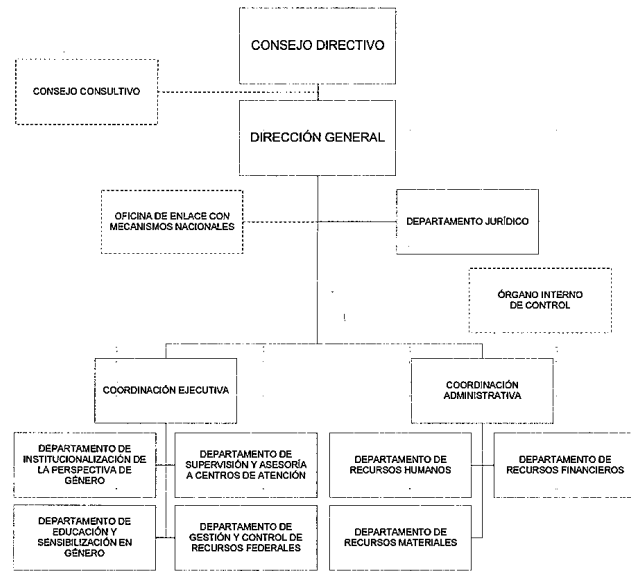 CONSEJO DIRECTIVO
CONSEJO CONSULTIVO
DIRECCIÓN GENERAL
OFICINA DE ENLACE CON
MECANISMOS NACIONALES
DEPARTAMENTO JURÍDICO
ÓRGANO INTERNO
DE CONTROL
COORDINACIÓN EJECUTIVA
COORDINACIÓN
ADMINISTRATIVA
DEPARTAMENTO DE
INSTITUCIONALIZACIÓN DE
LA PERSPECTIVA DE
GÉNERO
DEPARTAMENTO DE
SUPERVISIÓN Y ASESORÍA
A CENTROS DE ATENCIÓN
DEPARTAMENTO DE
RECURSOS HUMANOS
DEPARTAMENTO DE
RECURSOS FINANCIEROS
DEPARTAMENTO DE
EDUCACIÓN Y
SENSIBILIZACIÓN EN
GÉNERO
DEPARTAMENTO DE
GESTIÓN Y CONTROL DE
RECURSOS FEDERALES
DEPARTAMENTO DE
RECURSOS MATERIALES